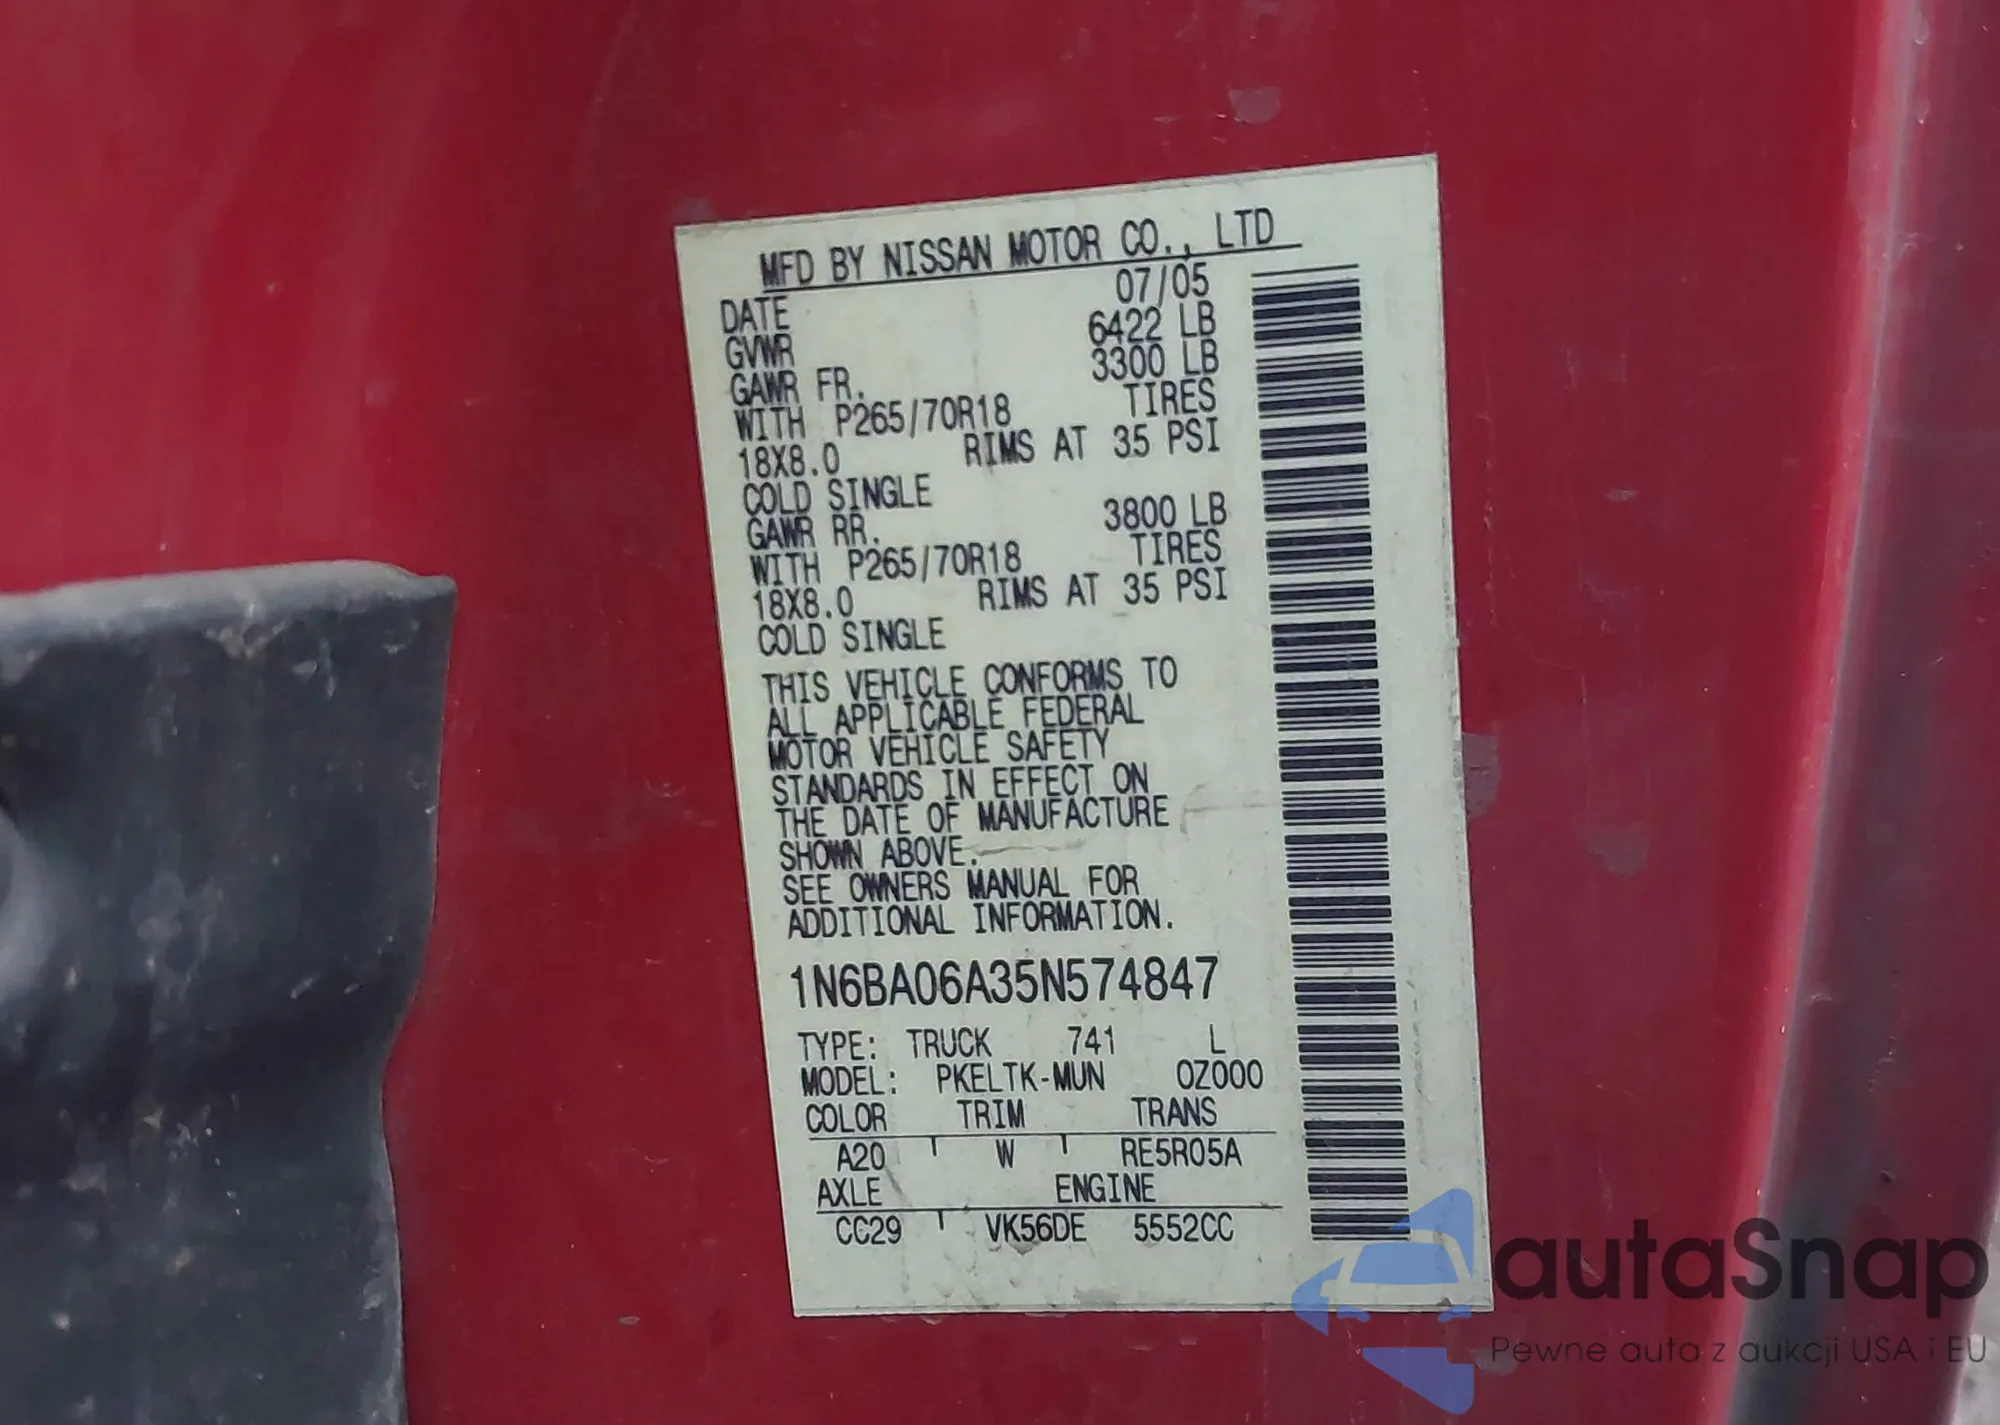 MFD BY NISSAN MOTOR CO., LTD
DATE 07/05
GVWR 6422 LB
GAWR FR. 3300 LB
WITH P265/70R18 TIRES
18X8.0 RIMS AT 35 PSI
COLD SINGLE
GAWR RR. 3800 LB
WITH P265/70R18 TIRES
18X8.0 RIMS AT 35 PSI
COLD SINGLE
THIS VEHICLE CONFORMS TO
ALL APPLICABLE FEDERAL
MOTOR VEHICLE SAFETY
STANDARDS IN EFFECT ON
THE DATE OF MANUFACTURE
SHOWN ABOVE.
SEE OWNERS MANUAL FOR
ADDITIONAL INFORMATION.
1N6BA06A35N574847
TYPE: TRUCK 741 L
MODEL: PKELTK-MUN 0Z000
COLOR TRIM TRANS
A20 W RE5R05A
AXLE ENGINE
CC29 VK56DE 5552CC
autaSnap
Pewne auta z aukcji USA i EU